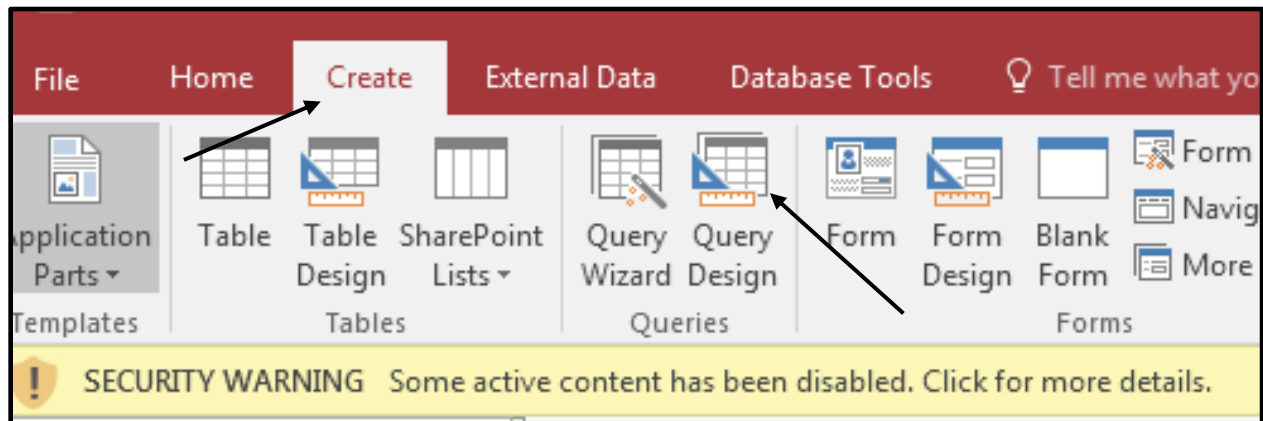 File Home Create External Data Database Tools Tell me what yo
Form
Navig
More
pplication Table Table SharePoint Query Query Form Form Blank
Parts Design Lists Wizard Design Design Form
Templates Tables Queries Forms
! SECURITY WARNING Some active content has been disabled. Click for more details.